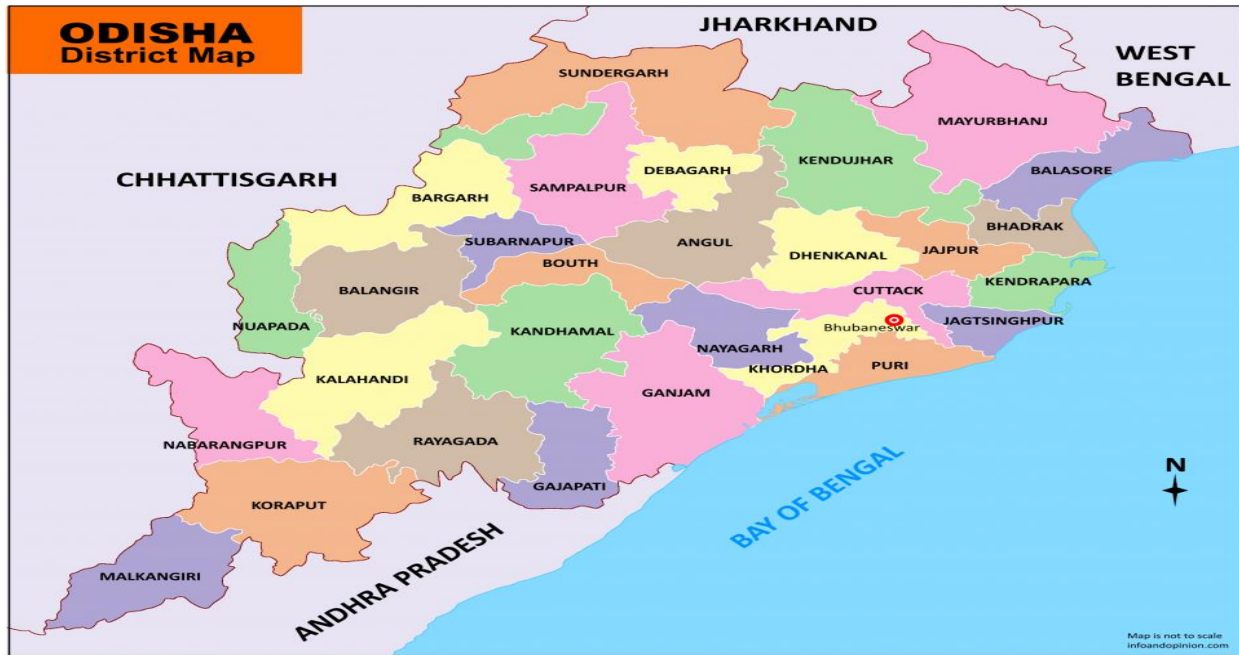 ODISHA
District Map
JHARKHAND
WEST
BENGAL
CHHATTISGARH
SUNDERGARH
MAYURBHANJ
KENDUJHAR
DEBAGARH
BALASORE
SAMPALPUR
BARGARH
BHADRAK
SUBARNAPUR
ANGUL
JAJPUR
DHENKANAL
BOUTH
KENDRAPARA
BALANGIR
CUTTACK
JAGTSINGHPUR
NUAPADA
KANDHAMAL
Bhubaneswar
NAYAGARH
KHORDHA
PURI
KALAHANDI
GANJAM
NABARANGPUR
RAYAGADA
N
GAJAPATI
KORAPUT
BAY OF BENGAL
MALKANGIRI
ANDHRA PRADESH
Map is not to scale
infoandopinion.com